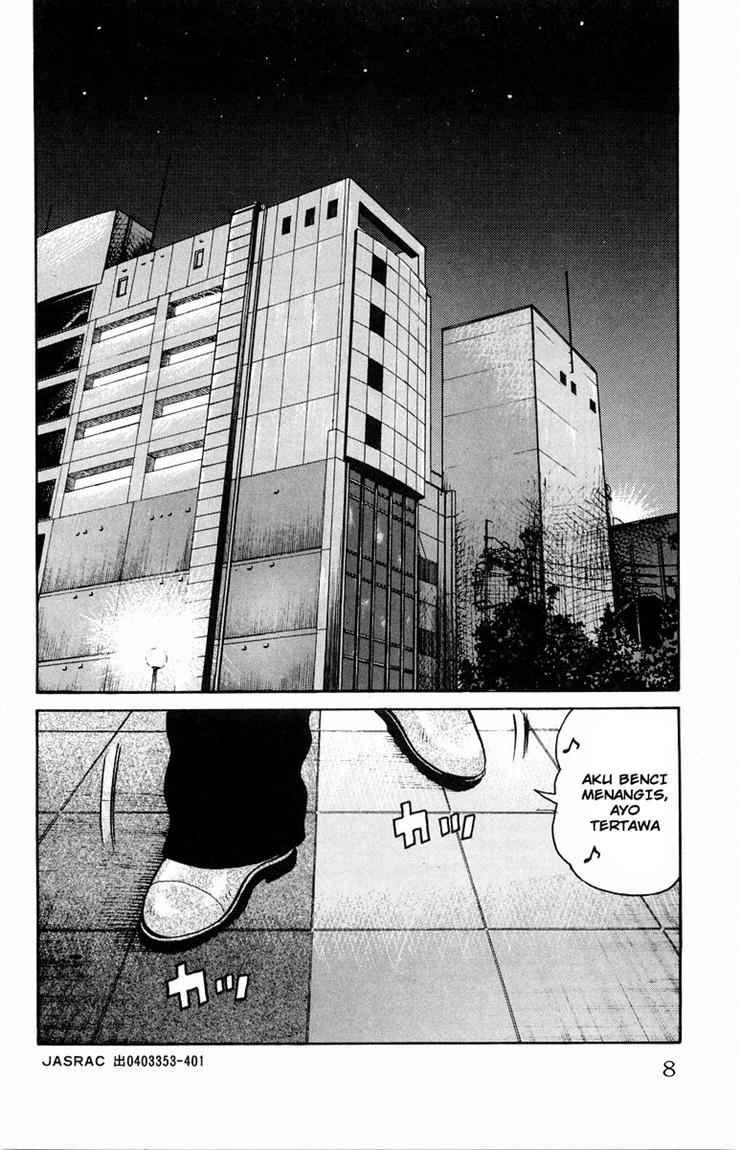 ♪
AKU BENCI
MENANGIS,
AYO
TERTAWA
♪
カッ
カッ
JASRAC 出0403353-401
8